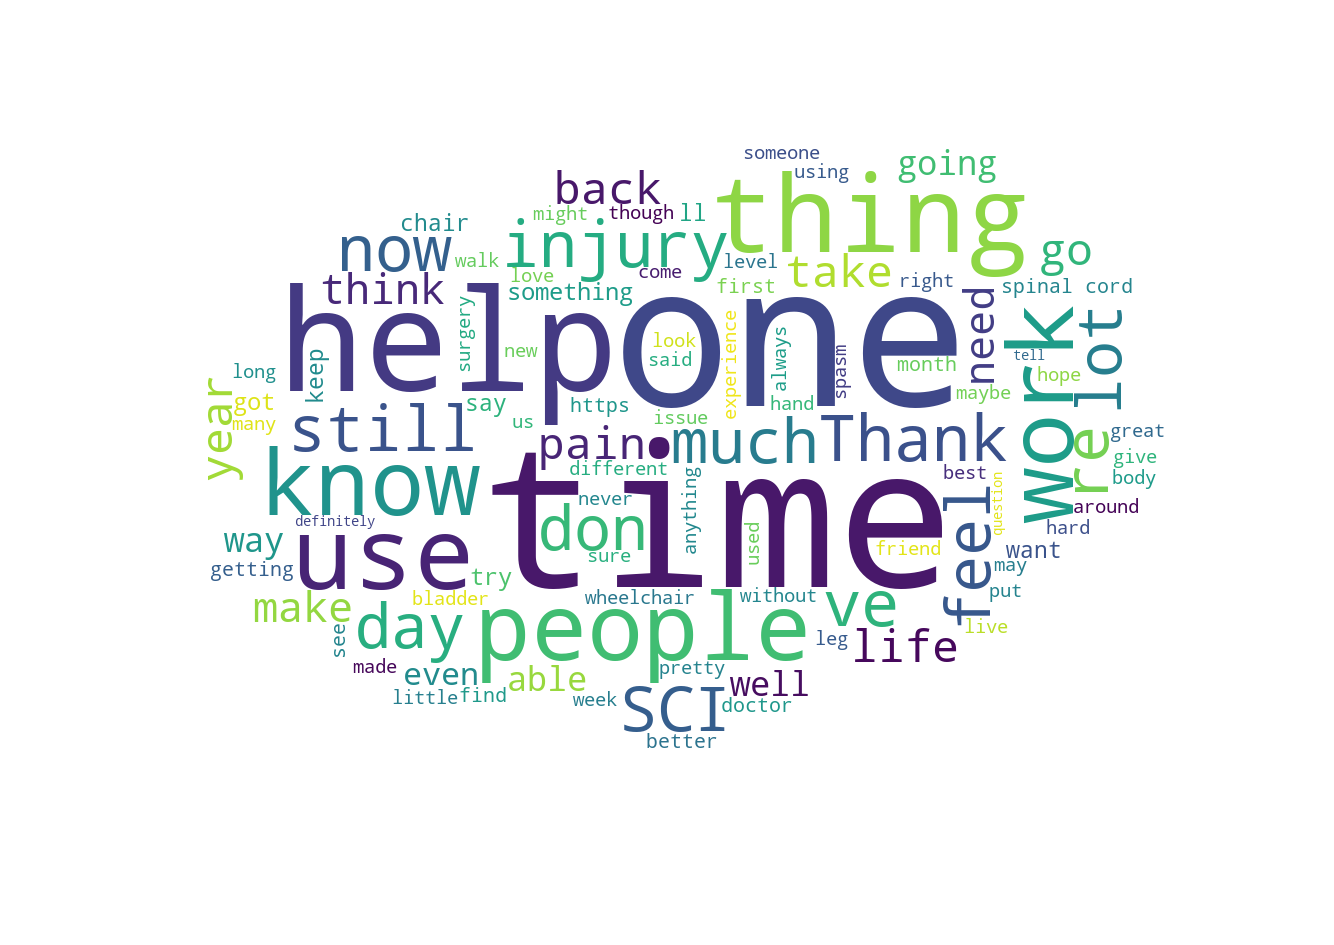 someone
using
going
back
thing
might
though
ll
chair
now
injury
go
walk
love
come
level
take
right
think
something
first
spinal cord
help
one
need
work
lot
surgery
new
look
said
experience
always
spasm
month
tell
hope
maybe
long
keep
year
got
many
say
https
us
issue
hand
still
pain
much
Thank
re
great
give
body
know
different
best
never
anything
time
definitely
use
don
sure
used
friend
feel
question
around
hard
want
may
way
getting
try
bladder
wheelchair
without
put
make
day
people
ve
live
see
leg
life
made
even
pretty
able
well
little
find
week
SCI
doctor
better